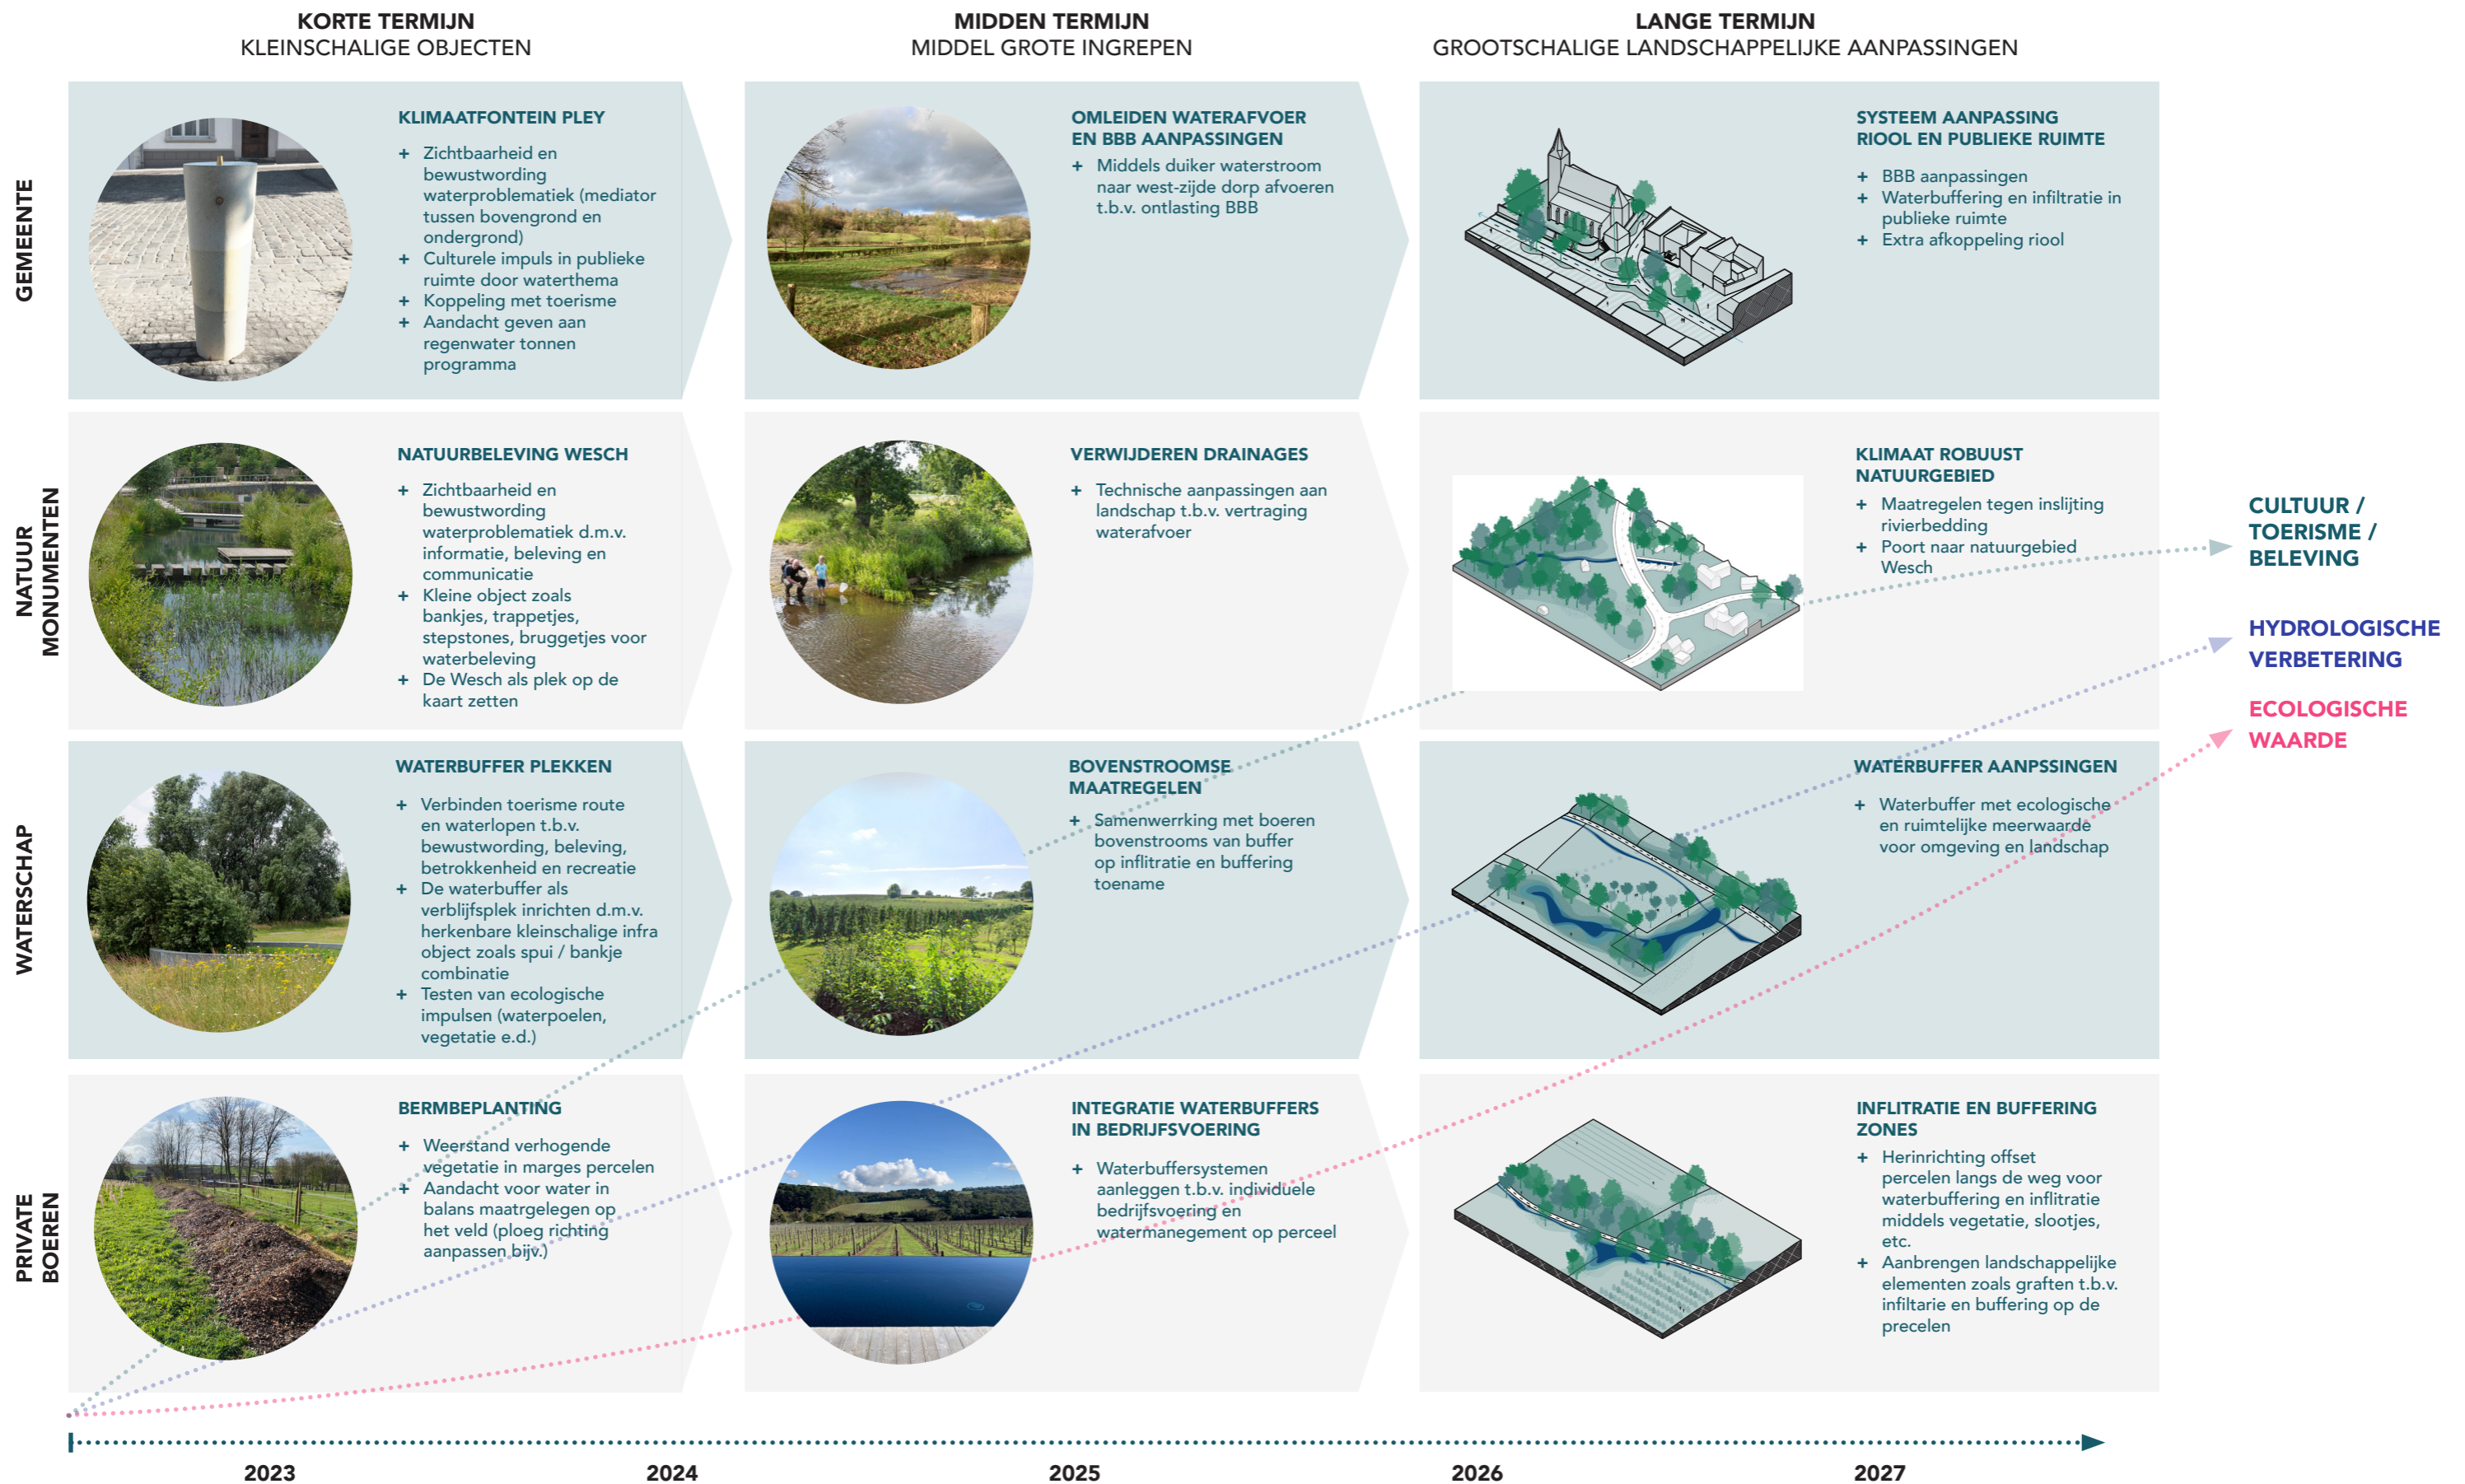 KORTE TERMIJN
KLEINSCHALIGE OBJECTEN
MIDDEN TERMIJN
MIDDEL GROTE INGREPEN
LANGE TERMIJN
GROOTSCHALIGE LANDSCHAPPELIJKE AANPASSINGEN
GEMEENTE
KLIMAATFONTEIN PLEY
+ Zichtbaarheid en
bewustwording
waterproblematiek (mediator
tussen bovengrond en
ondergrond)
+ Culturele impuls in publieke
ruimte door waterthema
+ Koppeling met toerisme
+ Aandacht geven aan
regenwater tonnen
programma
OMLEIDEN WATERAFVOER
EN BBB AANPASSINGEN
+ Middels duiker waterstroom
naar west-zijde dorp afvoeren
t.b.v. ontlasting BBB
SYSTEEM AANPASSING
RIOOL EN PUBLIEKE RUIMTE
+ BBB aanpassingen
+ Waterbuffering en infiltratie in
publieke ruimte
+ Extra afkoppeling riool
NATUUR
MONUMENTEN
NATUURBELEVING WESCH
+ Zichtbaarheid en
bewustwording
waterproblematiek d.m.v.
informatie, beleving en
communicatie
+ Kleine object zoals
bankjes, trappetjes,
stepstones, bruggetjes voor
waterbeleving
+ De Wesch als plek op de
kaart zetten
VERWIJDEREN DRAINAGES
+ Technische aanpassingen aan
landschap t.b.v. vertraging
waterafvoer
KLIMAAT ROBUUST
NATUURGEBIED
+ Maatregelen tegen inslijting
rivierbedding
+ Poort naar natuurgebied
Wesch
CULTUUR /
TOERISME /
BELEVING
HYDROLOGISCHE
VERBETERING
ECOLOGISCHE
WAARDE
WATERSCHAP
WATERBUFFER PLEKKEN
+ Verbinden toerisme route
en waterlopen t.b.v.
bewustwording, beleving,
betrokkenheid en recreatie
+ De waterbuffer als
verblijfsplek inrichten d.m.v.
herkenbare kleinschalige infra
object zoals spui / bankje
combinatie
+ Testen van ecologische
impulsen (waterpoelen,
vegetatie e.d.)
BOVENSTROOMSE
MAATREGELEN
+ Samenwerrking met boeren
bovenstrooms van buffer
op inflitratie en buffering
toename
WATERBUFFER AANPSSINGEN
+ Waterbuffer met ecologische
en ruimtelijke meerwaarde
voor omgeving en landschap
PRIVATE
BOEREN
BERMBEPLANTING
+ Weerstand verhogende
vegetatie in marges percelen
+ Aandacht voor water in
balans maatrgelegen op
het veld (ploeg richting
aanpassen bijv.)
INTEGRATIE WATERBUFFERS
IN BEDRIJFSVOERING
+ Waterbuffersystemen
aanleggen t.b.v. individuele
bedrijfsvoering en
watermanegement op perceel
INFLITRATIE EN BUFFERING
ZONES
+ Herinrichting offset
percelen langs de weg voor
waterbuffering en inflitratie
middels vegetatie, slootjes,
etc.
+ Aanbrengen landschappelijke
elementen zoals graften t.b.v.
infiltarie en buffering op de
precelen
2023
2024
2025
2026
2027